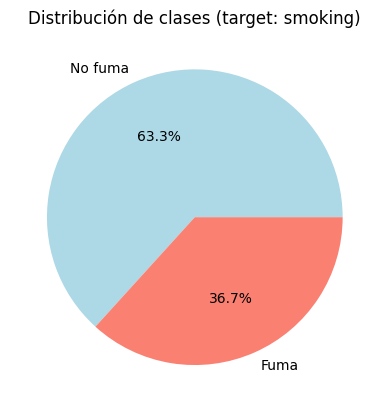 Distribución de clases (target: smoking)
No fuma
63.3%
36.7%
Fuma